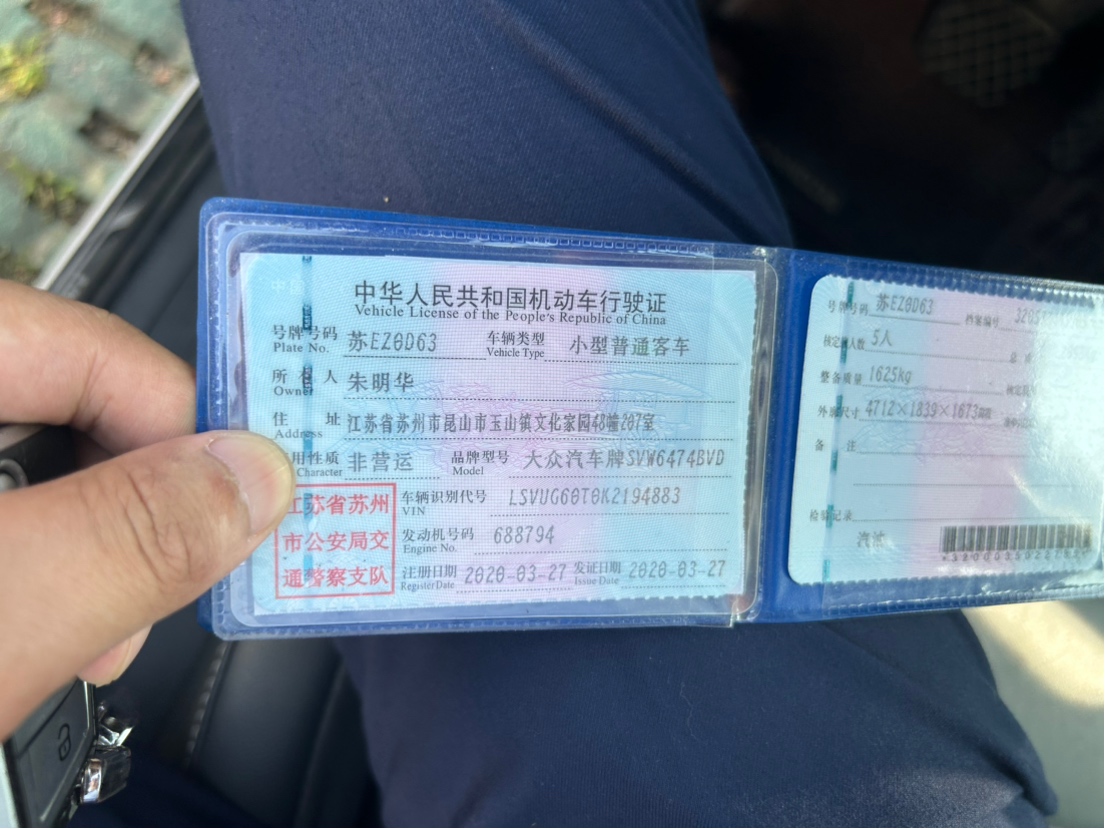 中华人民共和国机动车行驶证
Vehicle License of the People's Republic of China
号牌号码 苏EZ0D63 车辆类型 小型普通客车
Plate No. Vehicle Type
所有人 朱明华
Owner
住 址 江苏省苏州市昆山市玉山镇文化家园48幢207室
Address
用性质 非营运 品牌型号 大众汽车牌SVW6474BVD
Character Model
江苏省苏州
市公安局交
通警察支队
车辆识别代号 LSVUG60T0K2194883
VIN
发动机号码 688794
Engine No.
注册日期 2020-03-27 发证日期 2020-03-27
Register Date Issue Date
号牌号码 苏EZ0D63 档案编号
核定载人数 5人
整备质量 1625kg
外廓尺寸 4712×1839×1673
备 注
检验记录
汽油